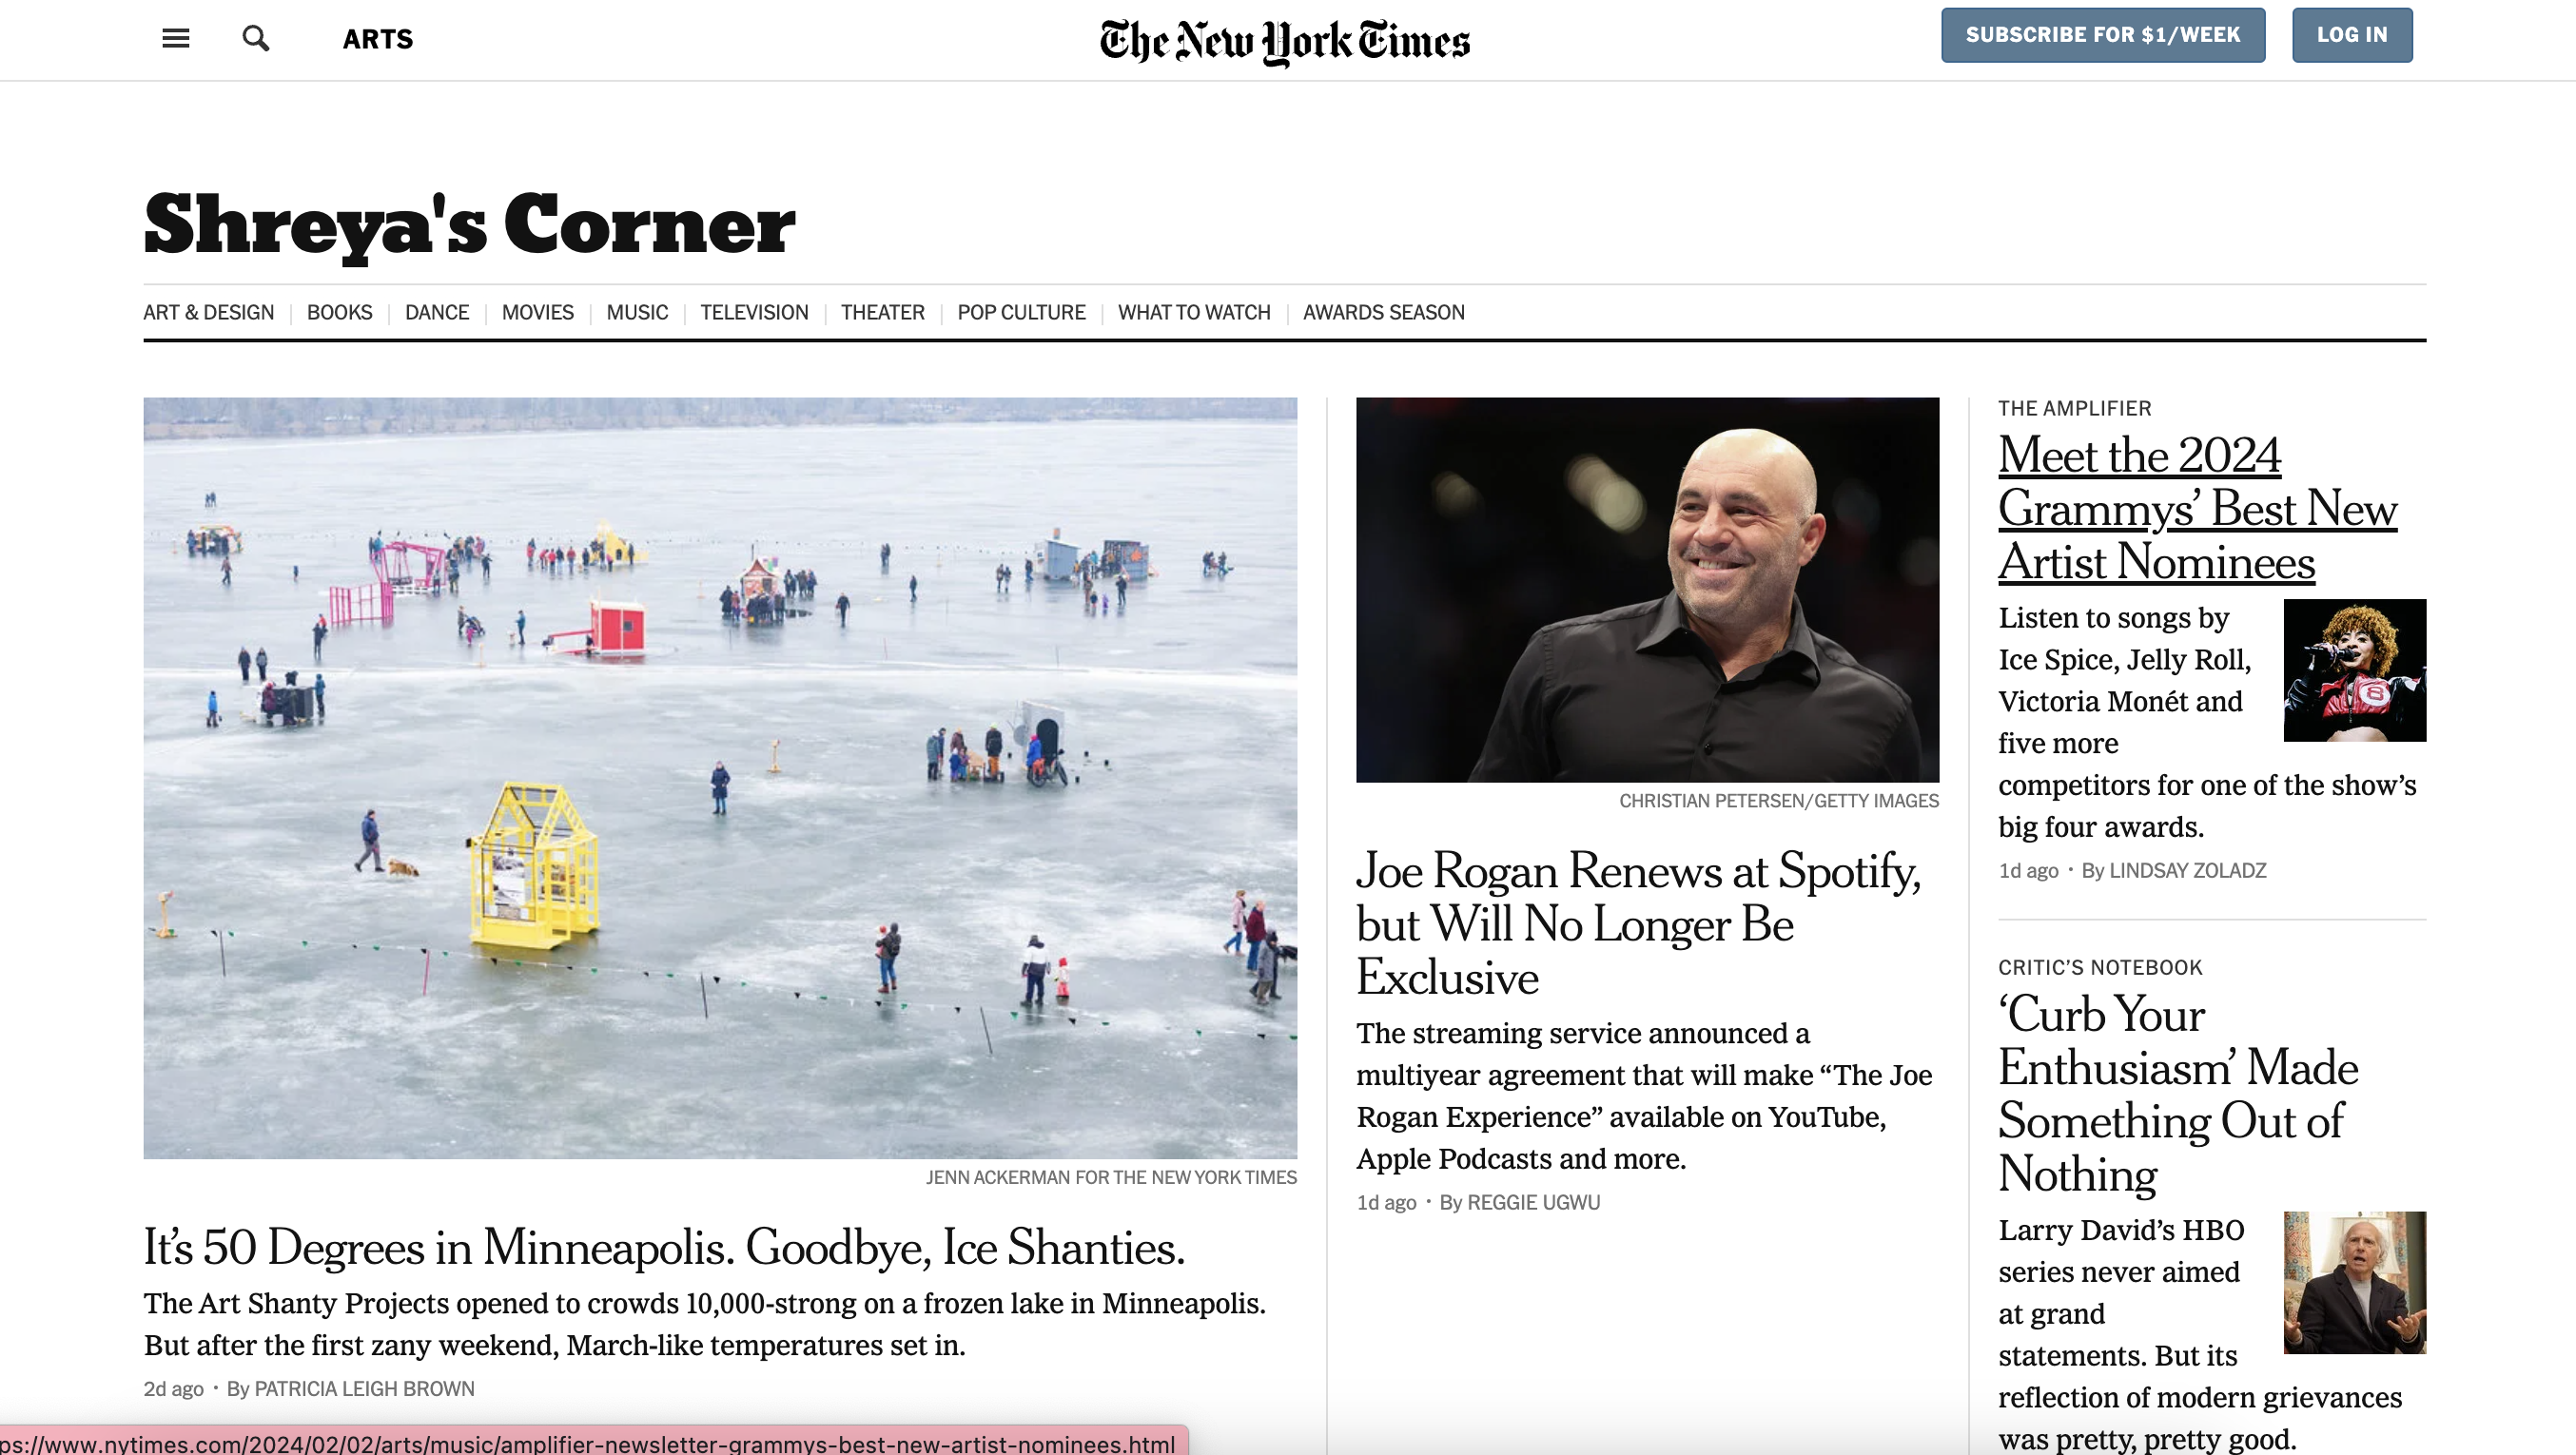 ARTS
The New York Times
SUBSCRIBE FOR $1/WEEK
LOG IN
Shreya's Corner
ART & DESIGN
BOOKS
DANCE
MOVIES
MUSIC
TELEVISION
THEATER
POP CULTURE
WHAT TO WATCH
AWARDS SEASON
JENN ACKERMAN FOR THE NEW YORK TIMES
It’s 50 Degrees in Minneapolis. Goodbye, Ice Shanties.
The Art Shanty Projects opened to crowds 10,000-strong on a frozen lake in Minneapolis.
But after the first zany weekend, March-like temperatures set in.
2d ago • By PATRICIA LEIGH BROWN
CHRISTIAN PETERSEN/GETTY IMAGES
Joe Rogan Renews at Spotify,
but Will No Longer Be
Exclusive
The streaming service announced a
multiyear agreement that will make “The Joe
Rogan Experience” available on YouTube,
Apple Podcasts and more.
1d ago • By REGGIE UGWU
THE AMPLIFIER
Meet the 2024
Grammys’ Best New
Artist Nominees
Listen to songs by
Ice Spice, Jelly Roll,
Victoria Monét and
five more
competitors for one of the show’s
big four awards.
1d ago • By LINDSAY ZOLADZ
CRITIC’S NOTEBOOK
‘Curb Your
Enthusiasm’ Made
Something Out of
Nothing
Larry David’s HBO
series never aimed
at grand
statements. But its
reflection of modern grievances
was pretty, pretty good.
ps://www.nytimes.com/2024/02/02/arts/music/amplifier-newsletter-grammys-best-new-artist-nominees.html